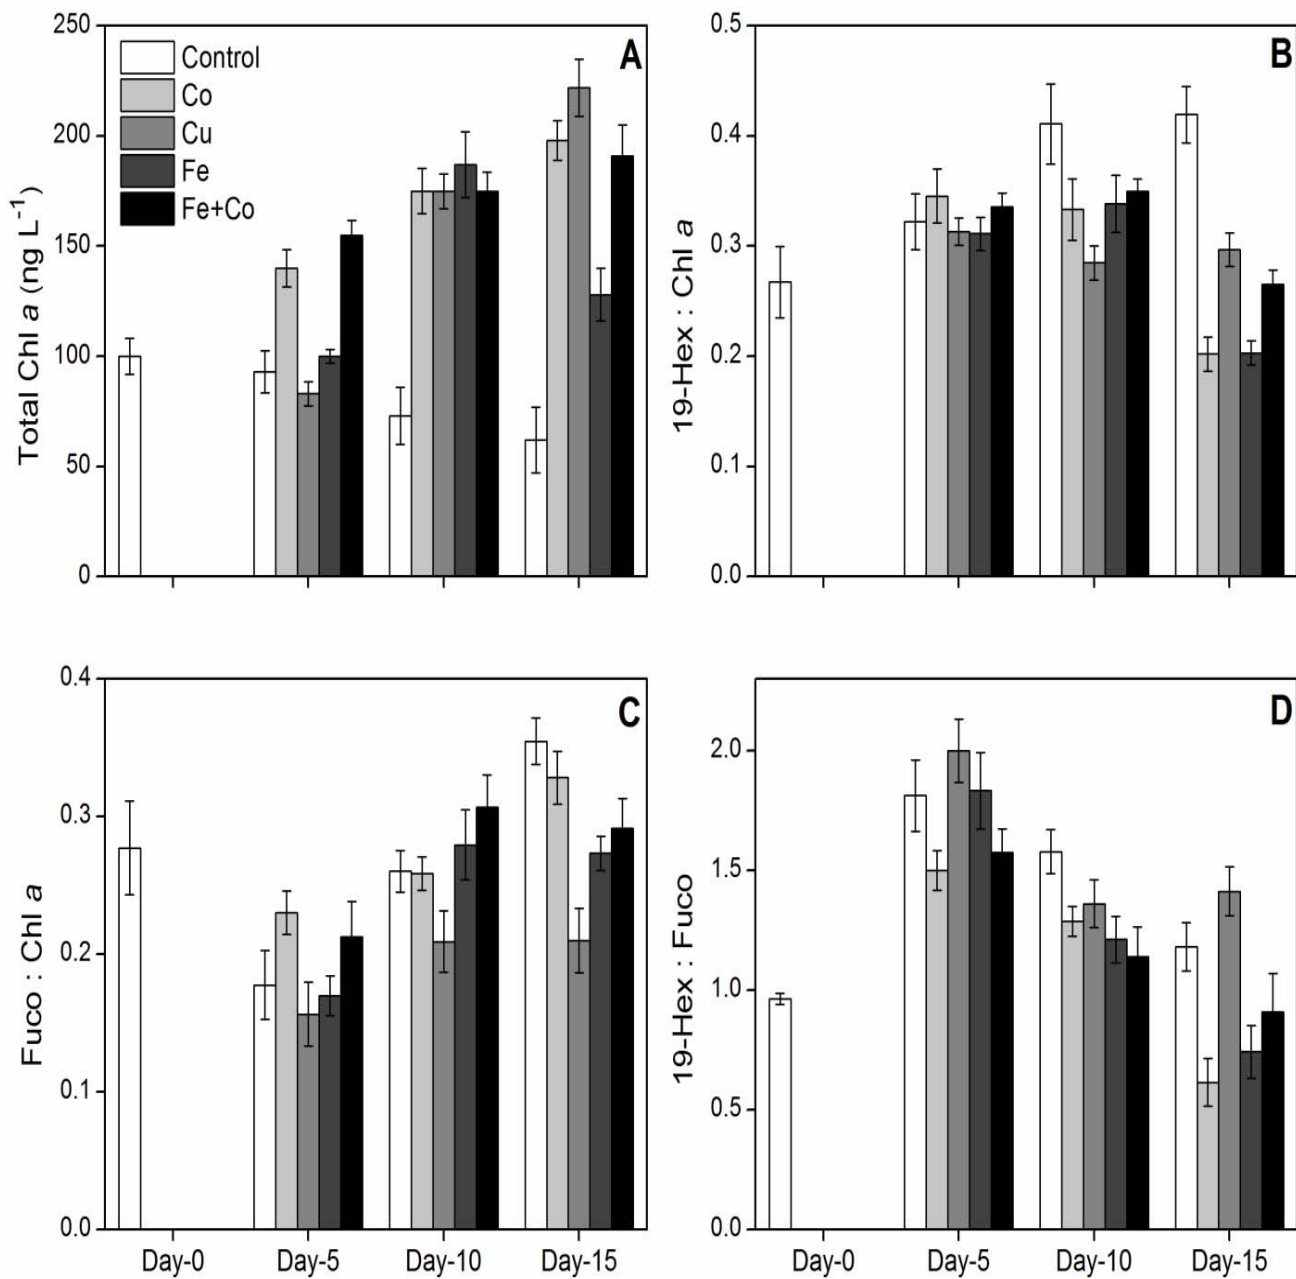 A
Control
Co
Cu
Fe
Fe+Co
Total Chl a (ng L⁻¹)
250
200
150
100
50
0
B
19-Hex : Chl a
0.5
0.4
0.3
0.2
0.1
0.0
C
Fuco : Chl a
0.4
0.3
0.2
0.1
0.0
Day-0 Day-5 Day-10 Day-15
D
19-Hex : Fuco
2.0
1.5
1.0
0.5
0.0
Day-0 Day-5 Day-10 Day-15